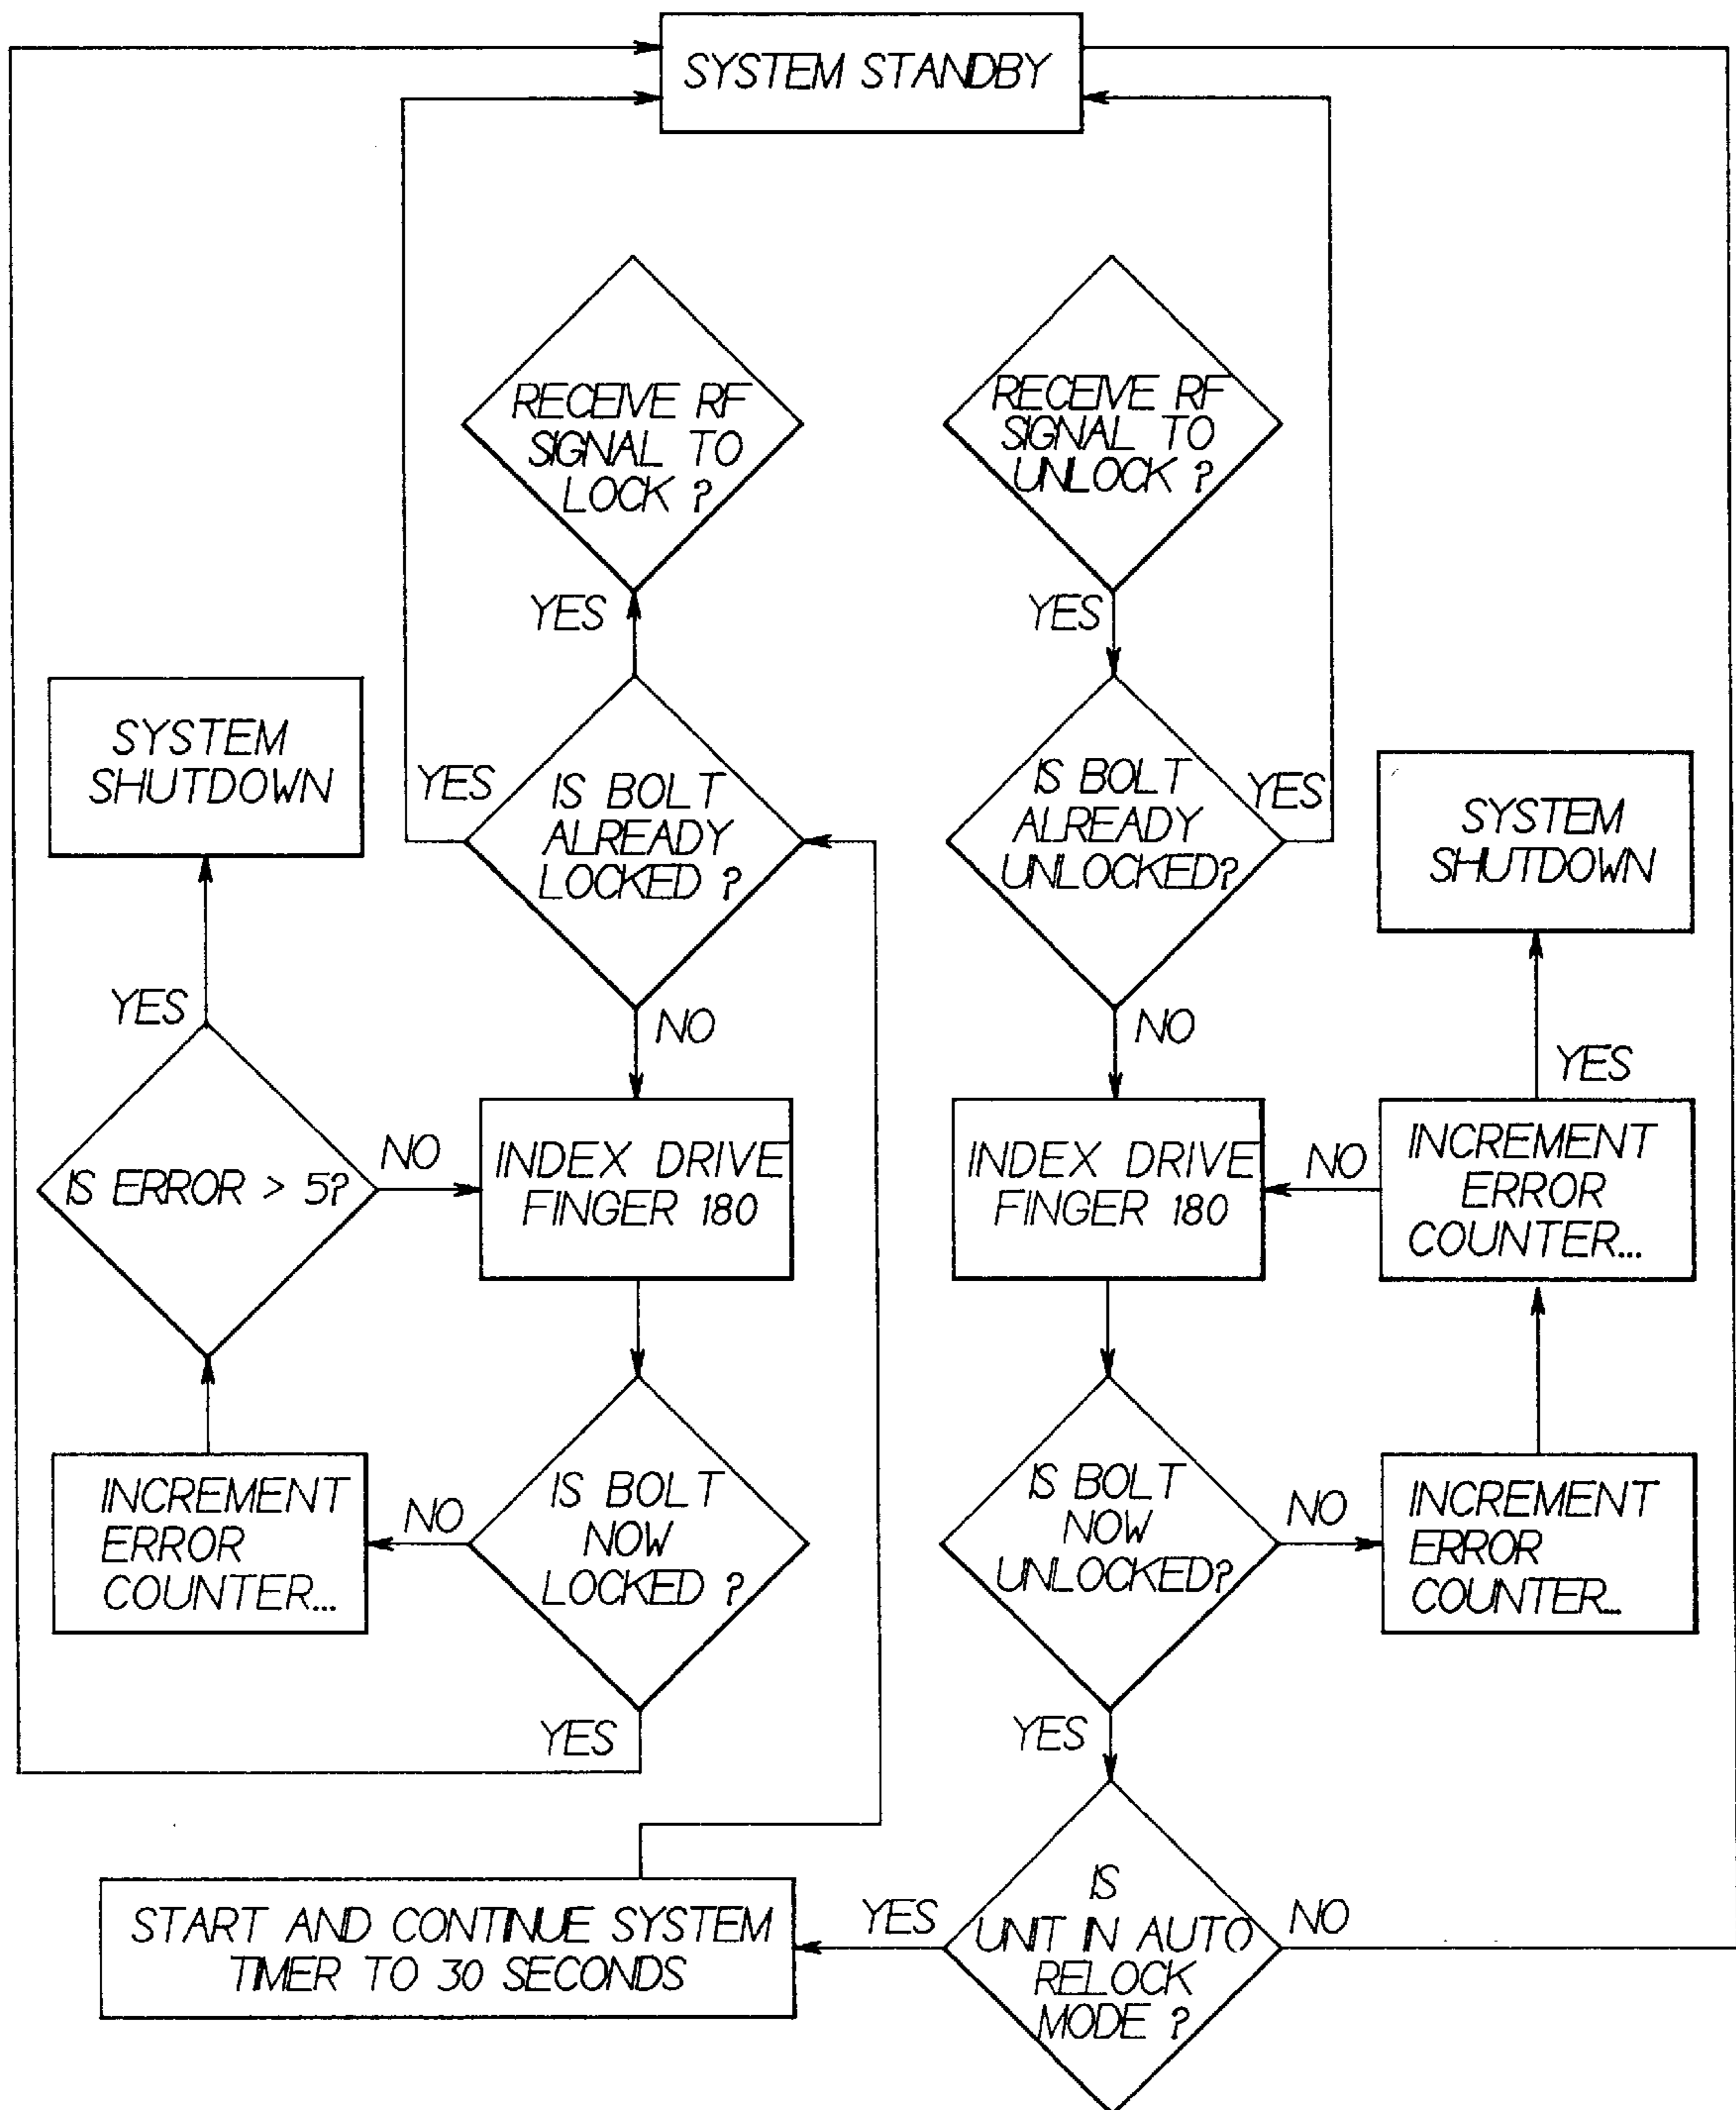 SYSTEM STANDBY
RECEIVE RF
SIGNAL TO
LOCK ?
RECEIVE RF
SIGNAL TO
UNLOCK ?
YES
YES
SYSTEM
SHUTDOWN
YES
IS BOLT
ALREADY
LOCKED ?
IS BOLT
ALREADY
UNLOCKED?
YES
SYSTEM
SHUTDOWN
YES
NO
NO
YES
IS ERROR > 5?
NO
INDEX DRIVE
FINGER 180
INDEX DRIVE
FINGER 180
NO
INCREMENT
ERROR
COUNTER...
INCREMENT
ERROR
COUNTER...
NO
IS BOLT
NOW
LOCKED ?
IS BOLT
NOW
UNLOCKED?
NO
INCREMENT
ERROR
COUNTER...
YES
YES
START AND CONTINUE SYSTEM
TIMER TO 30 SECONDS
YES
IS
UNIT IN AUTO
RELOCK
MODE ?
NO